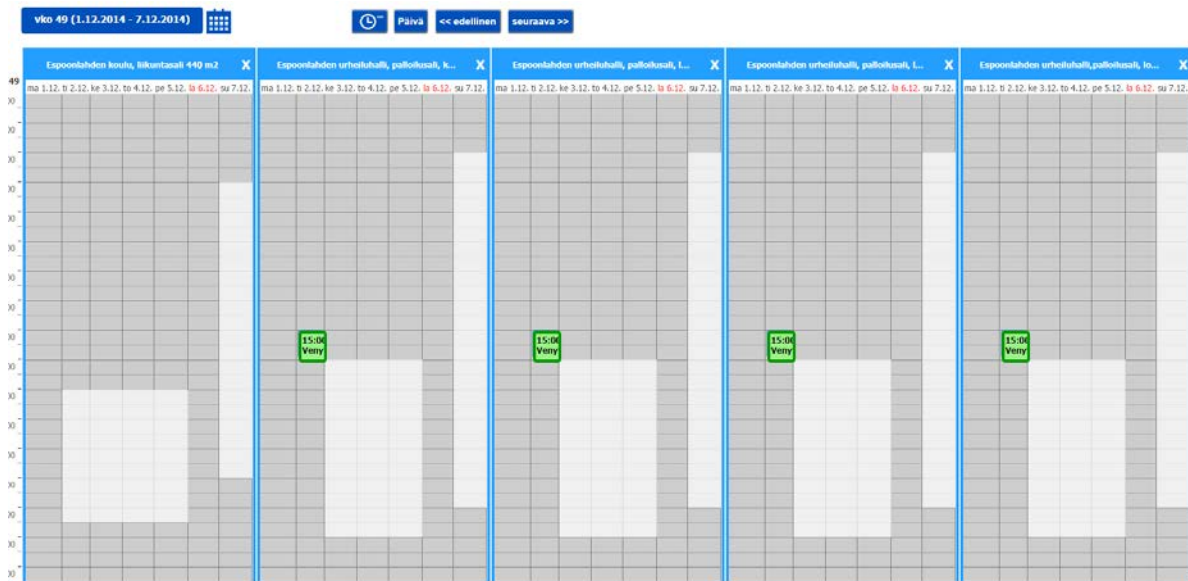 vko 49 (1.12.2014 - 7.12.2014)
Päivä
<< edellinen
seuraava >>
Espoonlahden koulu, liikuntasali 440 m2 X
Espoonlahden urheiluhalli, palloilusali, k... X
Espoonlahden urheiluhalli, palloilusali, l... X
Espoonlahden urheiluhalli, palloilusali, l... X
Espoonlahden urheiluhalli,palloilusali, lo... X
49
ma 1.12. ti 2.12. ke 3.12. to 4.12. pe 5.12. la 6.12. su 7.12.
ma 1.12. ti 2.12. ke 3.12. to 4.12. pe 5.12. la 6.12. su 7.12.
ma 1.12. ti 2.12. ke 3.12. to 4.12. pe 5.12. la 6.12. su 7.12.
ma 1.12. ti 2.12. ke 3.12. to 4.12. pe 5.12. la 6.12. su 7.12.
ma 1.12. ti 2.12. ke 3.12. to 4.12. pe 5.12. la 6.12. su 7.12.
15:00
Veny
15:00
Veny
15:00
Veny
15:00
Veny